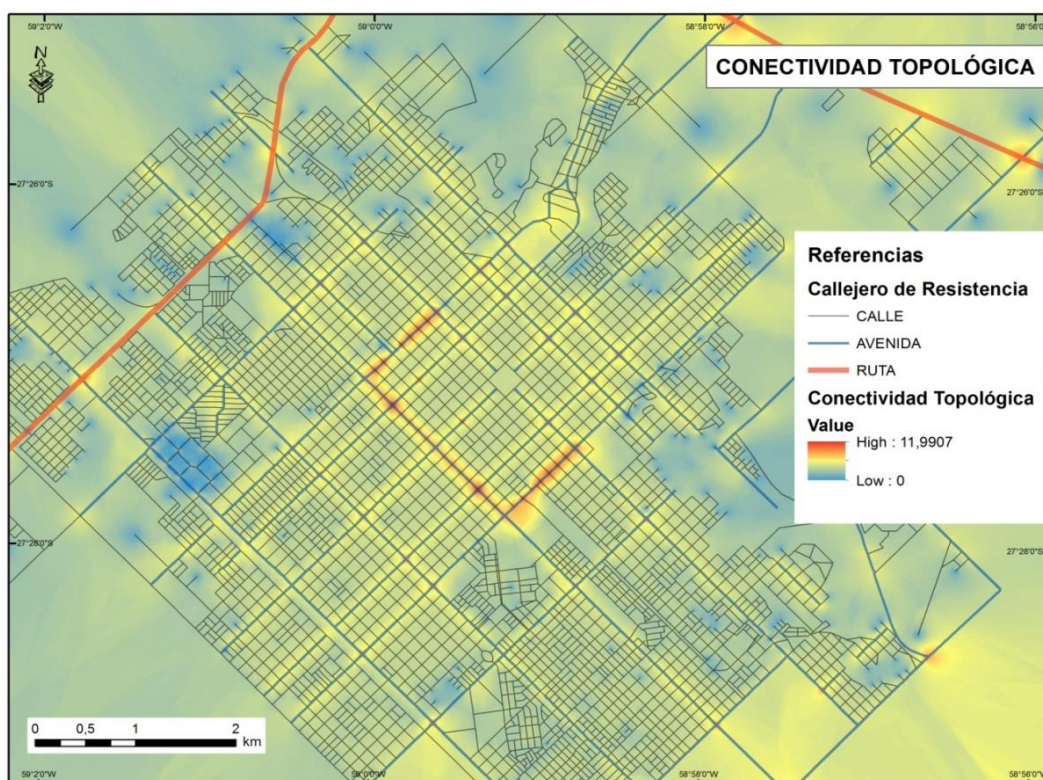 59°2'0"W
59°0'0"W
58°58'0"W
58°56'0"W
N
CONECTIVIDAD TOPOLÓGICA
27°26'0"S
27°26'0"S
Referencias
Callejero de Resistencia
CALLE
AVENIDA
RUTA
Conectividad Topológica
Value
High : 11,9907
Low : 0
27°28'0"S
27°28'0"S
0 0,5 1 2
km
59°2'0"W
59°0'0"W
58°58'0"W
58°56'0"W